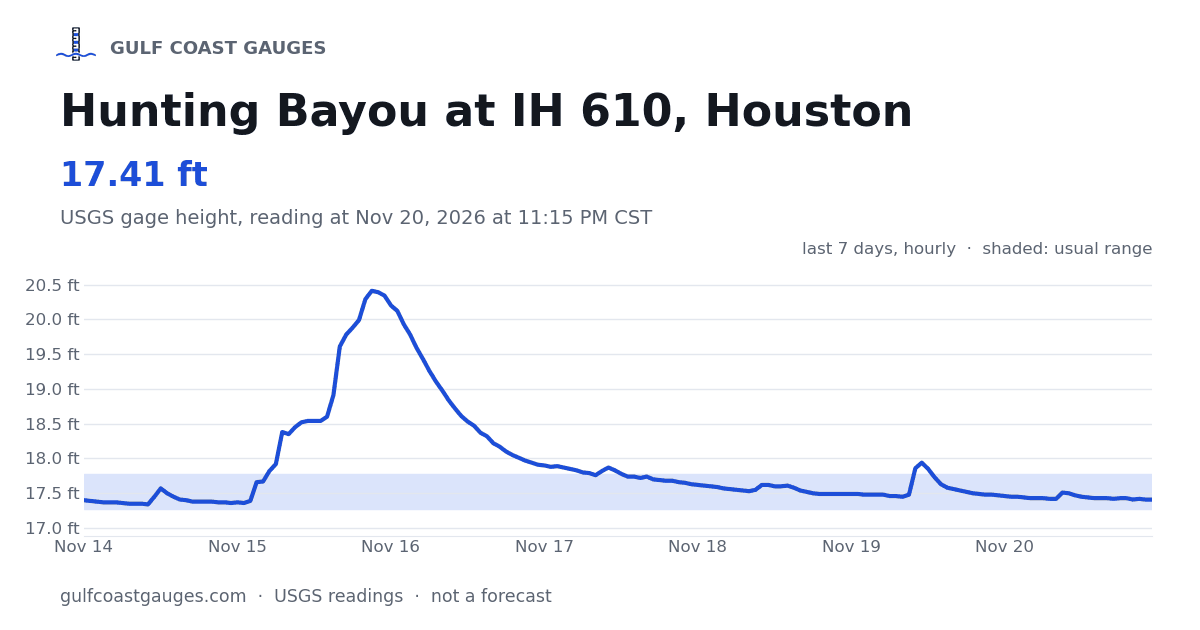 GULF COAST GAUGES
Hunting Bayou at IH 610, Houston
17.41 ft
USGS gage height, reading at Nov 20, 2026 at 11:15 PM CST
last 7 days, hourly · shaded: usual range
20.5 ft
20.0 ft
19.5 ft
19.0 ft
18.5 ft
18.0 ft
17.5 ft
17.0 ft
Nov 14 Nov 15 Nov 16 Nov 17 Nov 18 Nov 19 Nov 20
gulfcoastgauges.com · USGS readings · not a forecast